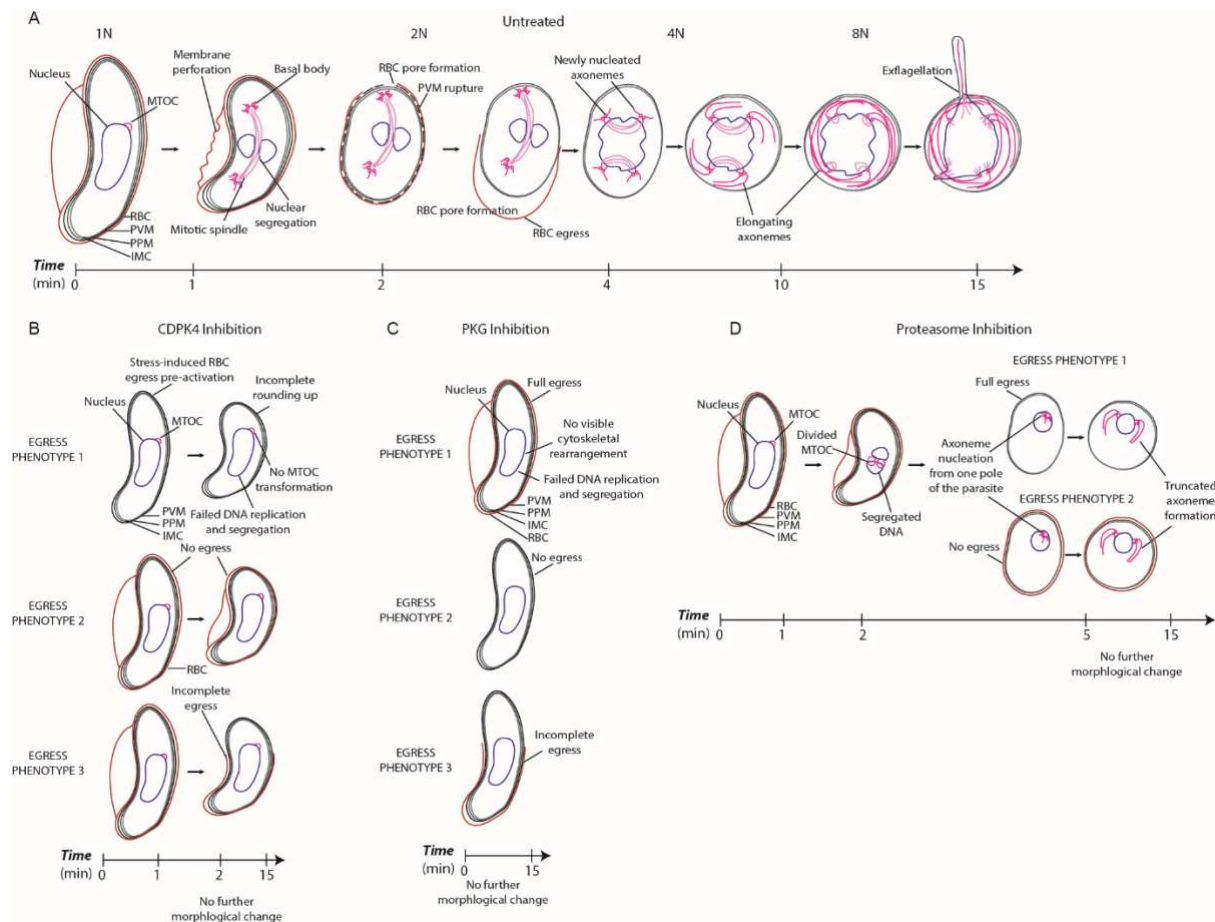 A
Untreated
1N
2N
4N
8N
Nucleus
MTOC
RBC
PVM
PPM
IMC
Membrane
perforation
Basal body
Mitotic spindle
Nuclear
segregation
RBC pore formation
PVM rupture
RBC pore formation
RBC egress
Newly nucleated
axonemes
Elongating
axonemes
Exflagellation
Time
(min)
0
1
2
4
10
15
B
CDPK4 Inhibition
Stress-induced RBC
egress pre-activation
Incomplete
rounding up
Nucleus
MTOC
EGRESS
PHENOTYPE 1
No MTOC
transformation
Failed DNA replication
and segregation
PVM
PPM
IMC
No egress
EGRESS
PHENOTYPE 2
RBC
Incomplete
egress
EGRESS
PHENOTYPE 3
Time
(min)
0
1
2
15
No further
morphlogical change
C
PKG Inhibition
Nucleus
Full egress
EGRESS
PHENOTYPE 1
No visible
cytoskeletal
rearrangement
Failed DNA replication
and segregation
PVM
PPM
IMC
RBC
No egress
EGRESS
PHENOTYPE 2
EGRESS
PHENOTYPE 3
Incomplete
egress
Time
(min)
0
15
No further
morphlogical change
D
Proteasome Inhibition
EGRESS PHENOTYPE 1
Nucleus
MTOC
Divided
MTOC
RBC
PVM
PPM
IMC
Segregated
DNA
Full egress
Axoneme
nucleation
from one pole
of the parasite
EGRESS PHENOTYPE 2
No egress
Truncated
axoneme
formation
Time
(min)
0
1
2
5
15
No further
morphlogical change